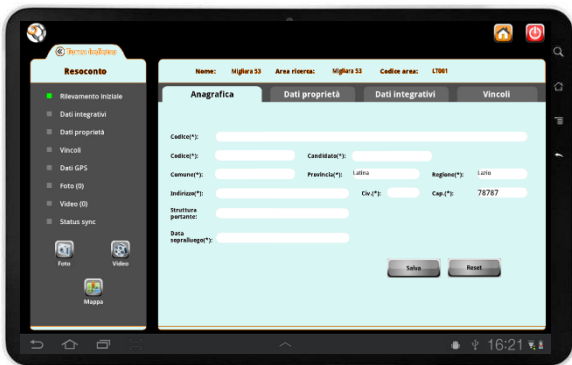 Resoconto
Rilevamento iniziale
Dati integrativi
Dati proprietà
Vincoli
Dati GPS
Foto (0)
Video (0)
Status sync
Foto Video
Mappa
Nome: Migliara 53 Area ricerca: Migliara 53 Codice area: LT001
Anagrafica Dati proprietà Dati integrativi Vincoli
Codice(*):
Codice(*): Candidato(*):
Comune(*): Provincia(*): Latina Regione(*): Lazio
Indirizzo(*): Civ.(*): Cap.(*): 78787
Struttura
portante:
Data
sopralluogo(*):
Salva Reset
16:21